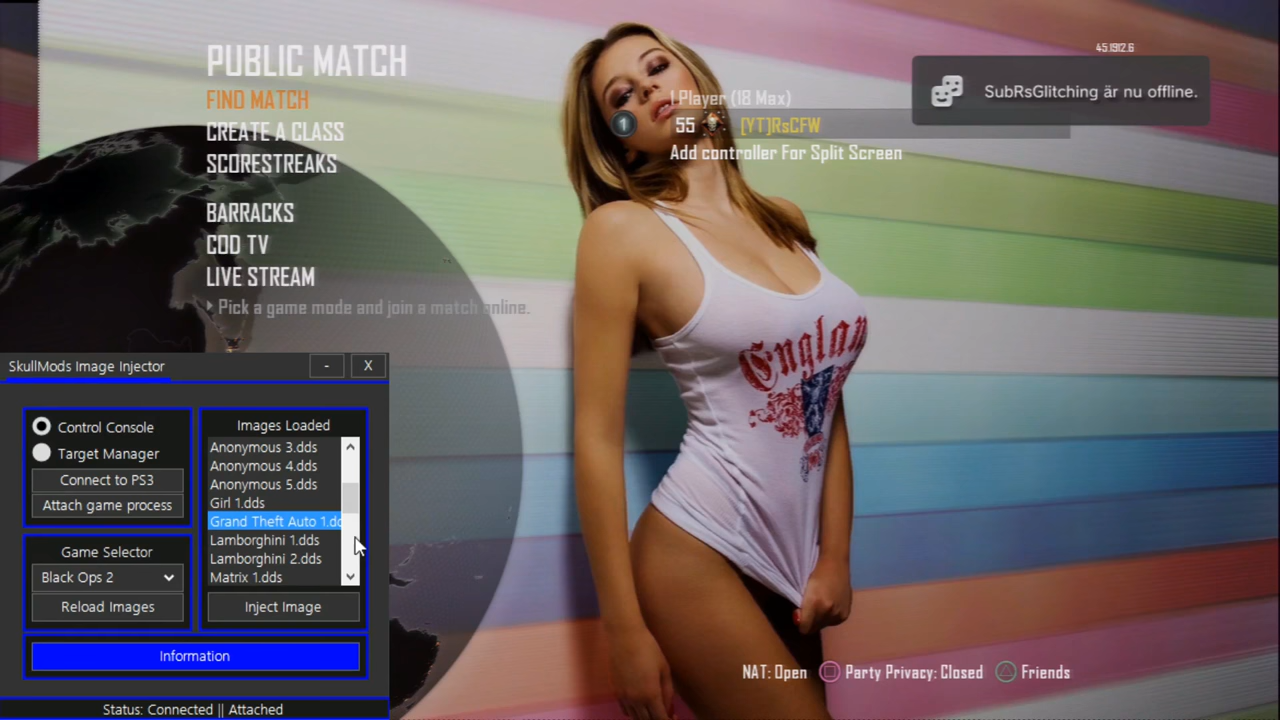 PUBLIC MATCH
FIND MATCH
CREATE A CLASS
SCORESTREAKS
BARRACKS
COD TV
LIVE STREAM
Pick a game mode and join a match online.
45.1912.6
SubRsGlitching är nu offline.
1 Player (18 Max)
1
55 [YT]RsCFW
Add controller For Split Screen
Englan
SkullMods Image Injector - X
Control Console
Target Manager
Connect to PS3
Attach game process
Game Selector
Black Ops 2
Reload Images
Images Loaded
Anonymous 3.dds
Anonymous 4.dds
Anonymous 5.dds
Girl 1.dds
Grand Theft Auto 1.dd
Lamborghini 1.dds
Lamborghini 2.dds
Matrix 1.dds
Inject Image
Information
Status: Connected || Attached
NAT: Open Party Privacy: Closed Friends